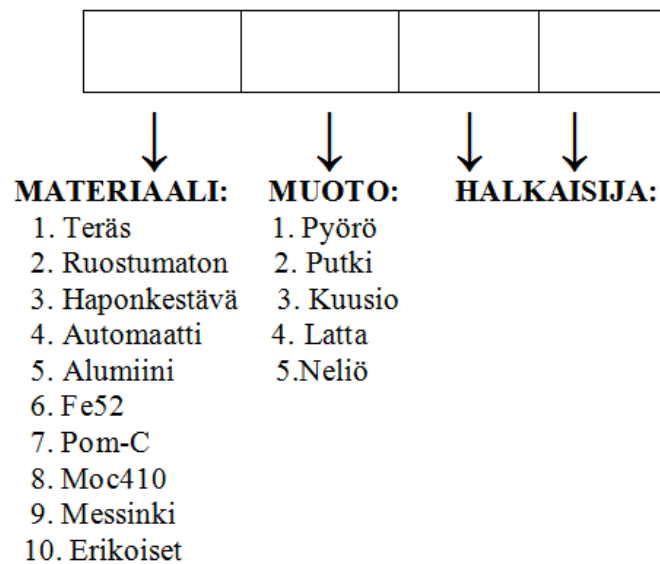 MATERIAALI: MUOTO: HALKAISIJA:
1. Teräs 1. Pyörö
2. Ruostumaton 2. Putki
3. Haponkestävä 3. Kuusio
4. Automaatti 4. Latta
5. Alumiini 5.Neliö
6. Fe52
7. Pom-C
8. Moc410
9. Messinki
10. Erikoiset